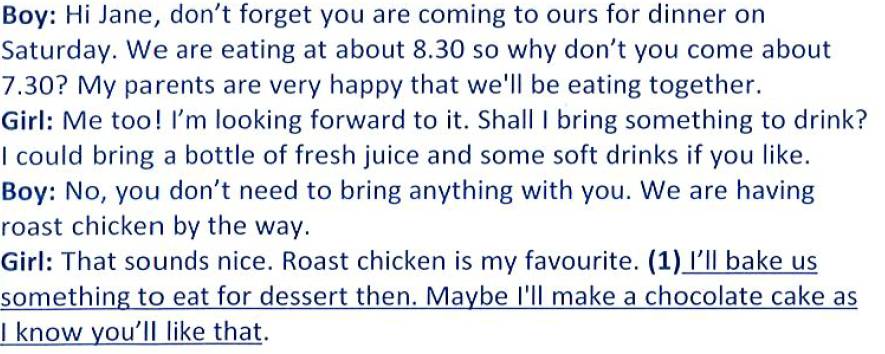 Boy: Hi Jane, don't forget you are coming to ours for dinner on
Saturday. We are eating at about 8.30 so why don't you come about
7.30? My parents are very happy that we'll be eating together.
Girl: Me too! I'm looking forward to it. Shall I bring something to drink?
I could bring a bottle of fresh juice and some soft drinks if you like.
Boy: No, you don't need to bring anything with you. We are having
roast chicken by the way.
Girl: That sounds nice. Roast chicken is my favourite. (1) I'll bake us
something to eat for dessert then. Maybe I'll make a chocolate cake as
I know you'll like that.